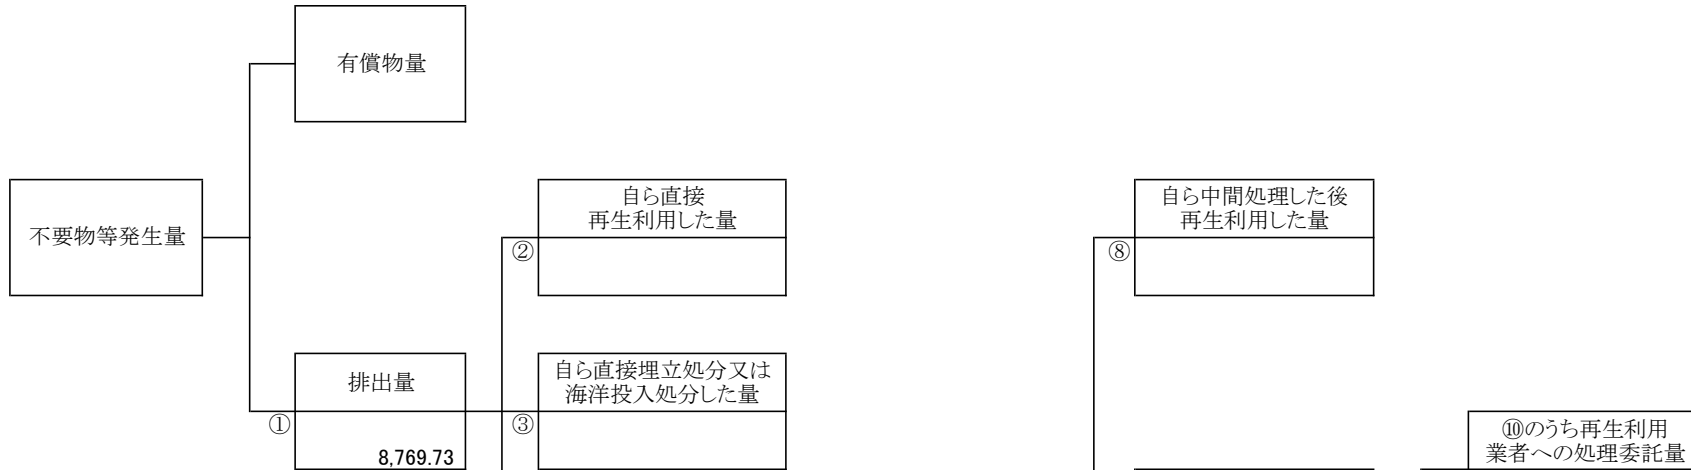 有償物量
不要物等発生量
自ら直接
再生利用した量
②
自ら中間処理した後
再生利用した量
⑧
排出量
①
8,769.73
自ら直接埋立処分又は
海洋投入処分した量
③
⑩のうち再生利用
業者への処理委託量